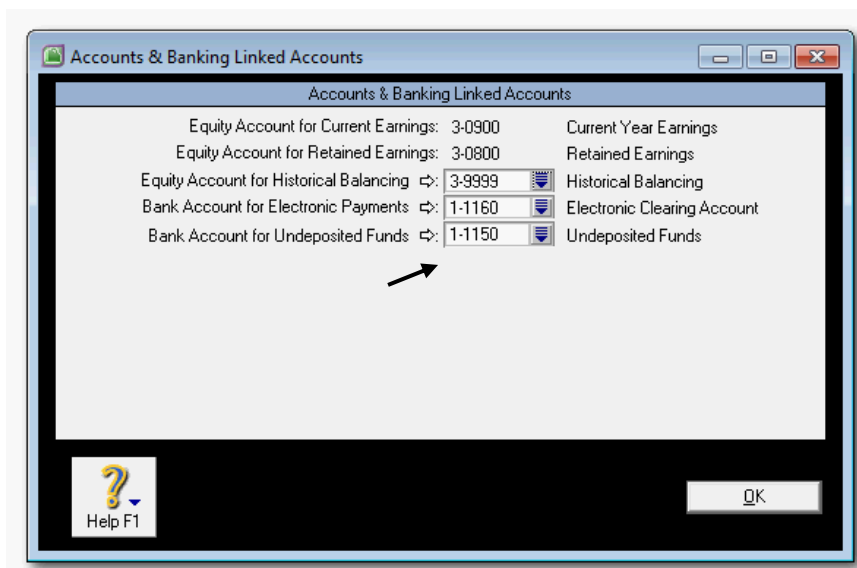 Accounts & Banking Linked Accounts
Accounts & Banking Linked Accounts
Equity Account for Current Earnings: 3-0900 Current Year Earnings
Equity Account for Retained Earnings: 3-0800 Retained Earnings
Equity Account for Historical Balancing ⇨: 3-9999 Historical Balancing
Bank Account for Electronic Payments ⇨: 1-1160 Electronic Clearing Account
Bank Account for Undeposited Funds ⇨: 1-1150 Undeposited Funds
Help F1
OK